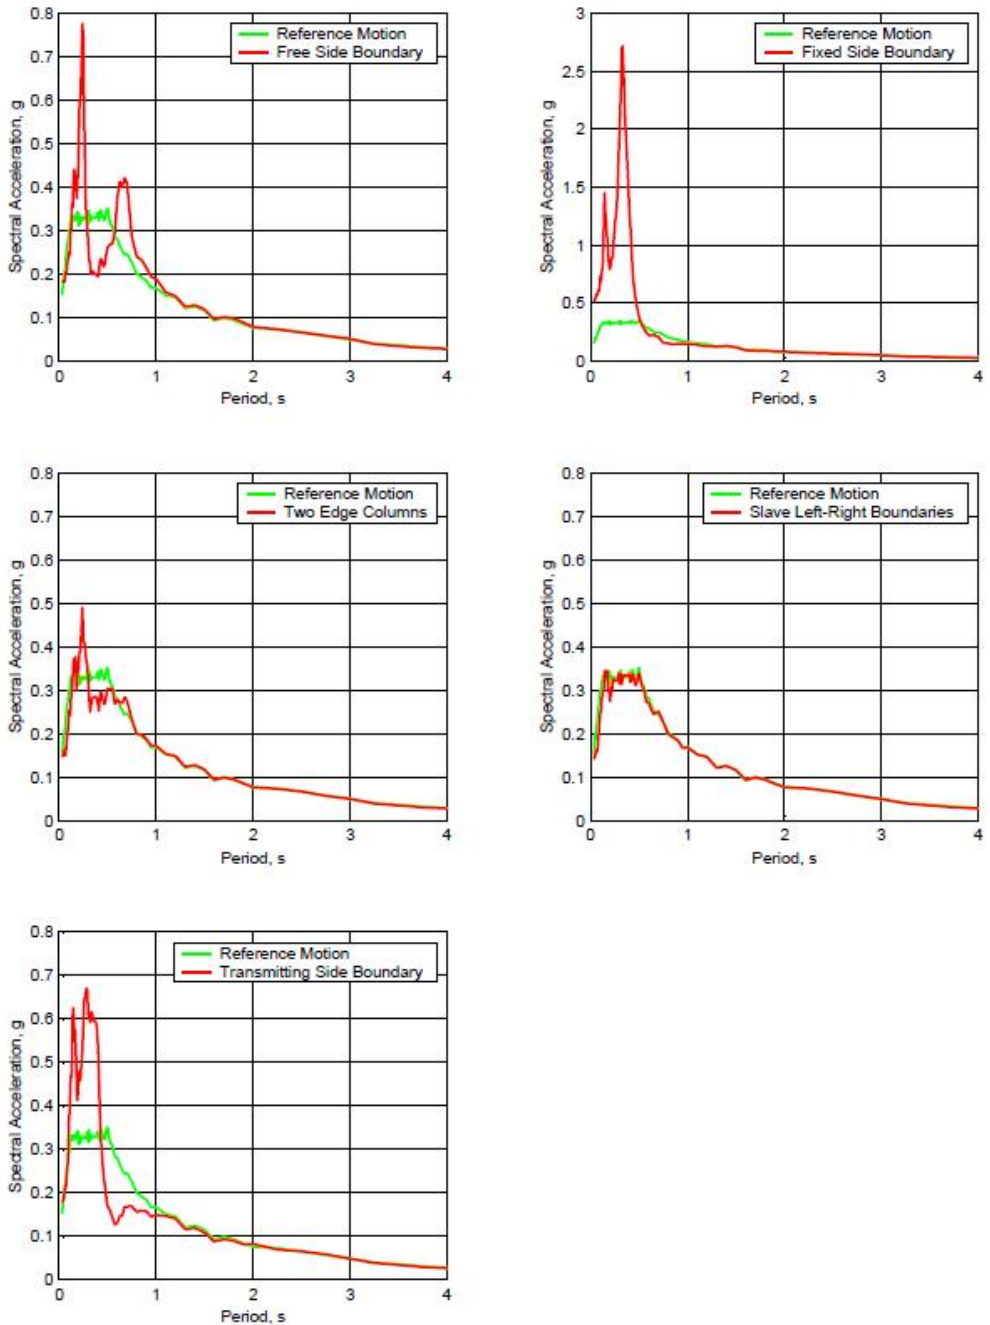 0.8
0.7
0.6
0.5
0.4
0.3
0.2
0.1
0
Spectral Acceleration, g
Reference Motion
Free Side Boundary
0 1 2 3 4
Period, s
3
2.5
2
1.5
1
0.5
0
Spectral Acceleration, g
Reference Motion
Fixed Side Boundary
0 1 2 3 4
Period, s
0.8
0.7
0.6
0.5
0.4
0.3
0.2
0.1
0
Spectral Acceleration, g
Reference Motion
Two Edge Columns
0 1 2 3 4
Period, s
0.8
0.7
0.6
0.5
0.4
0.3
0.2
0.1
0
Spectral Acceleration, g
Reference Motion
Slave Left-Right Boundaries
0 1 2 3 4
Period, s
0.8
0.7
0.6
0.5
0.4
0.3
0.2
0.1
0
Spectral Acceleration, g
Reference Motion
Transmitting Side Boundary
0 1 2 3 4
Period, s